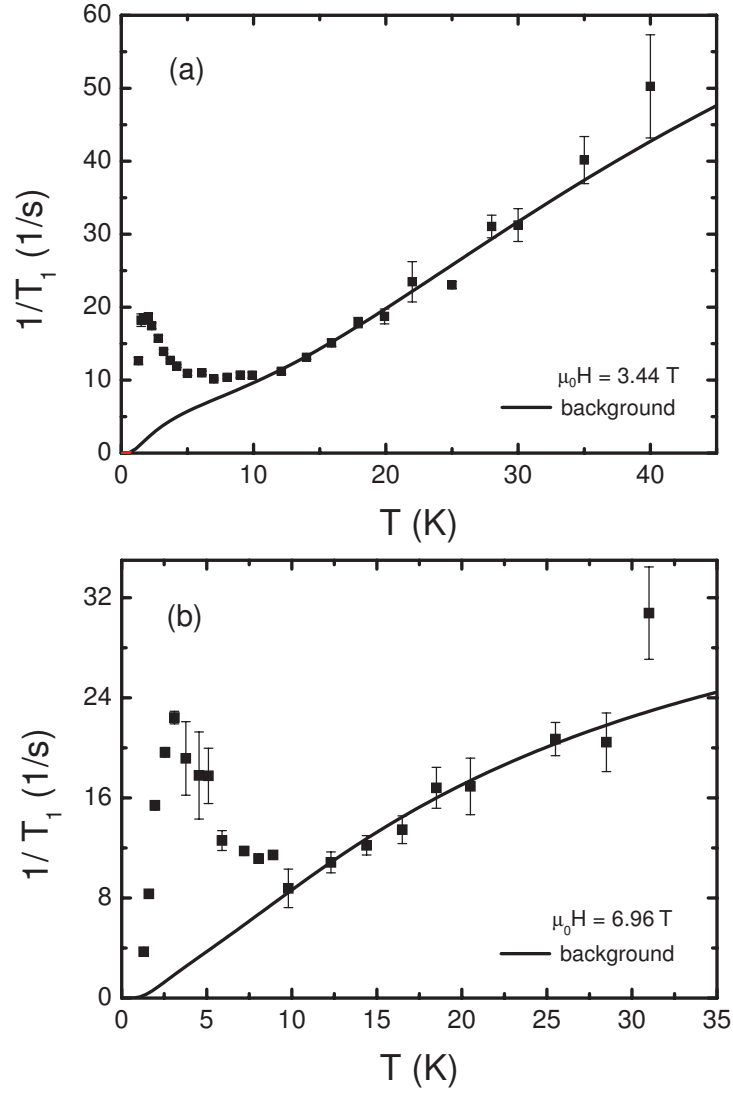 60
50
40
30
20
10
0
1/T₁ (1/s)
(a)
μ₀H = 3.44 T
background
0 10 20 30 40
T (K)
32
24
16
8
0
1/ T₁ (1/s)
(b)
μ₀H = 6.96 T
background
0 5 10 15 20 25 30 35
T (K)